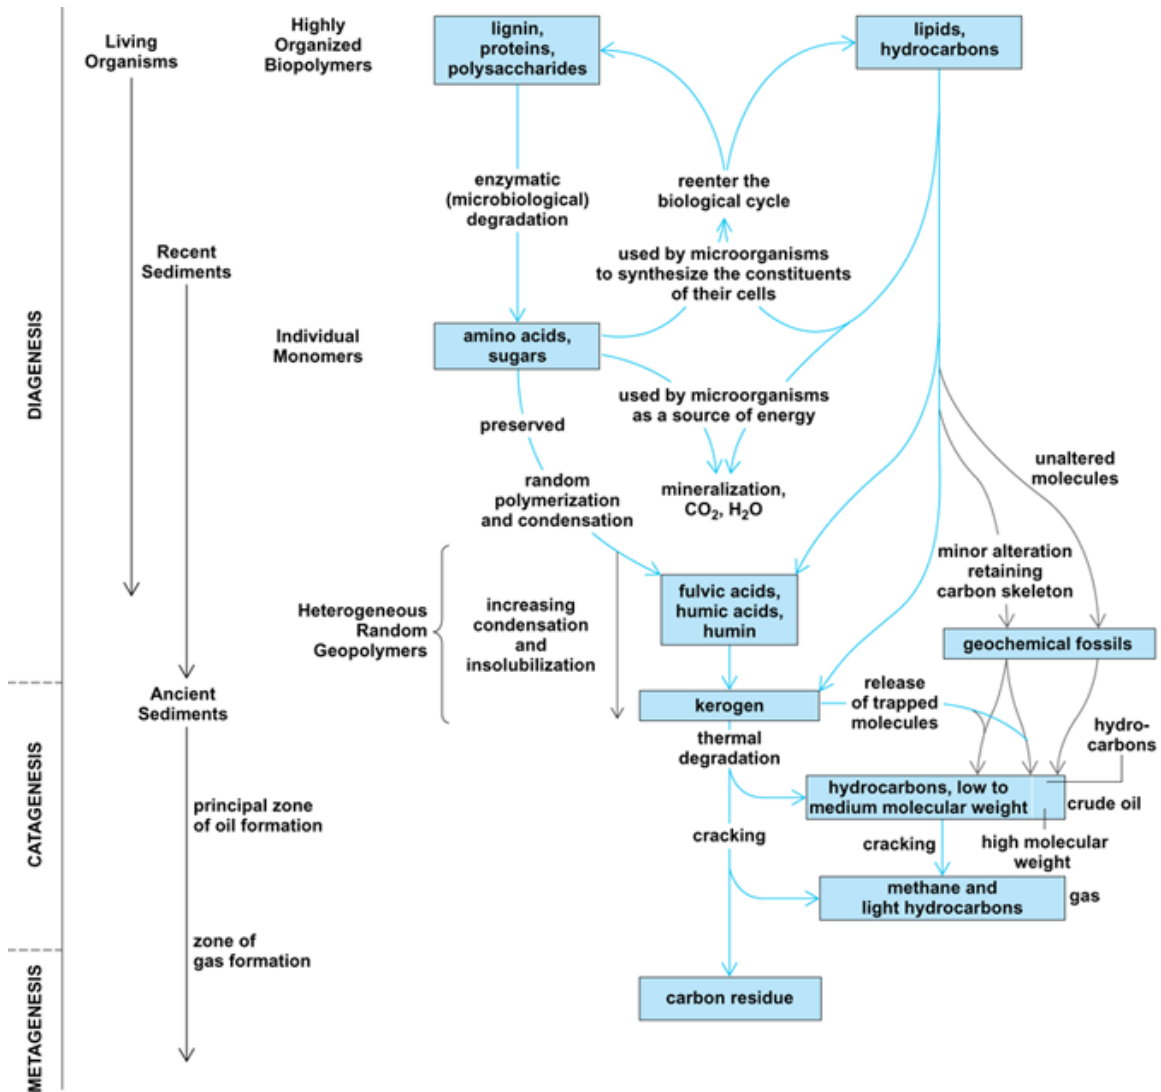 Living
Organisms
Highly
Organized
Biopolymers
lignin,
proteins,
polysaccharides
lipids,
hydrocarbons
enzymatic
(microbiological)
degradation
reenter the
biological cycle
Recent
Sediments
used by microorganisms
to synthesize the constituents
of their cells
DIAGENESIS
Individual
Monomers
amino acids,
sugars
used by microorganisms
as a source of energy
preserved
unaltered
molecules
random
polymerization
and condensation
mineralization,
CO2, H2O
minor alteration
retaining
carbon skeleton
Heterogeneous
Random
Geopolymers
increasing
condensation
and
insolubilization
fulvic acids,
humic acids,
humin
geochemical fossils
Ancient
Sediments
kerogen
release
of trapped
molecules
hydro-
carbons
thermal
degradation
CATAGENESIS
principal zone
of oil formation
hydrocarbons, low to
medium molecular weight
crude oil
cracking
cracking
high molecular
weight
methane and
light hydrocarbons
gas
zone of
gas formation
METAGENESIS
carbon residue